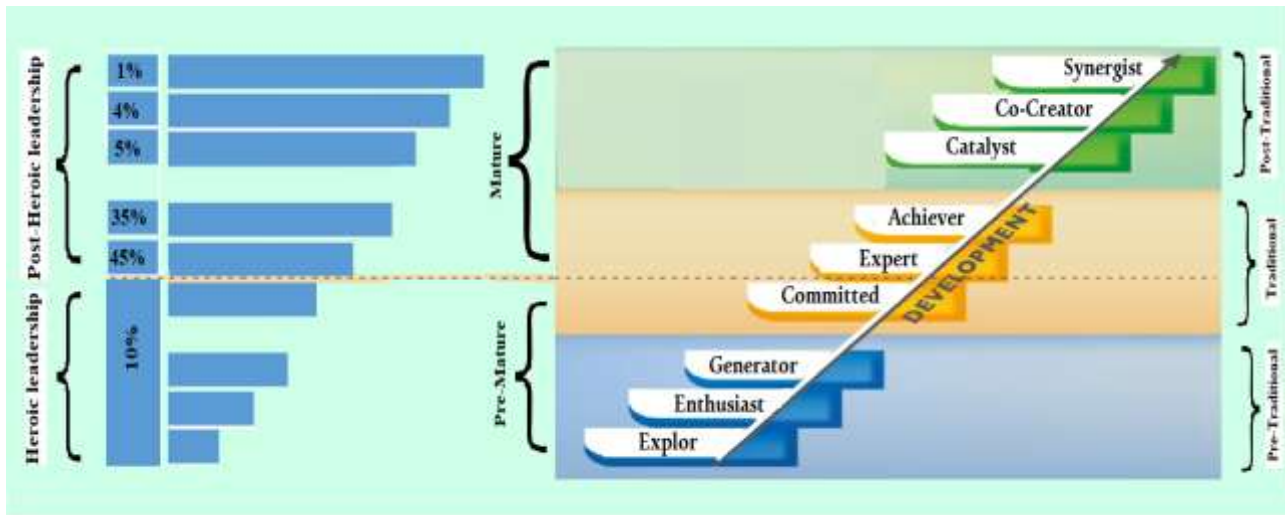 Post-Heroic leadership
Heroic leadership
1%
4%
5%
35%
45%
10%
Mature
Pre-Mature
Synergist
Co-Creator
Catalyst
Achiever
Expert
Committed
Generator
Enthusiast
Explor
DEVELOPMENT
Post-Traditional
Traditional
Pre-Traditional